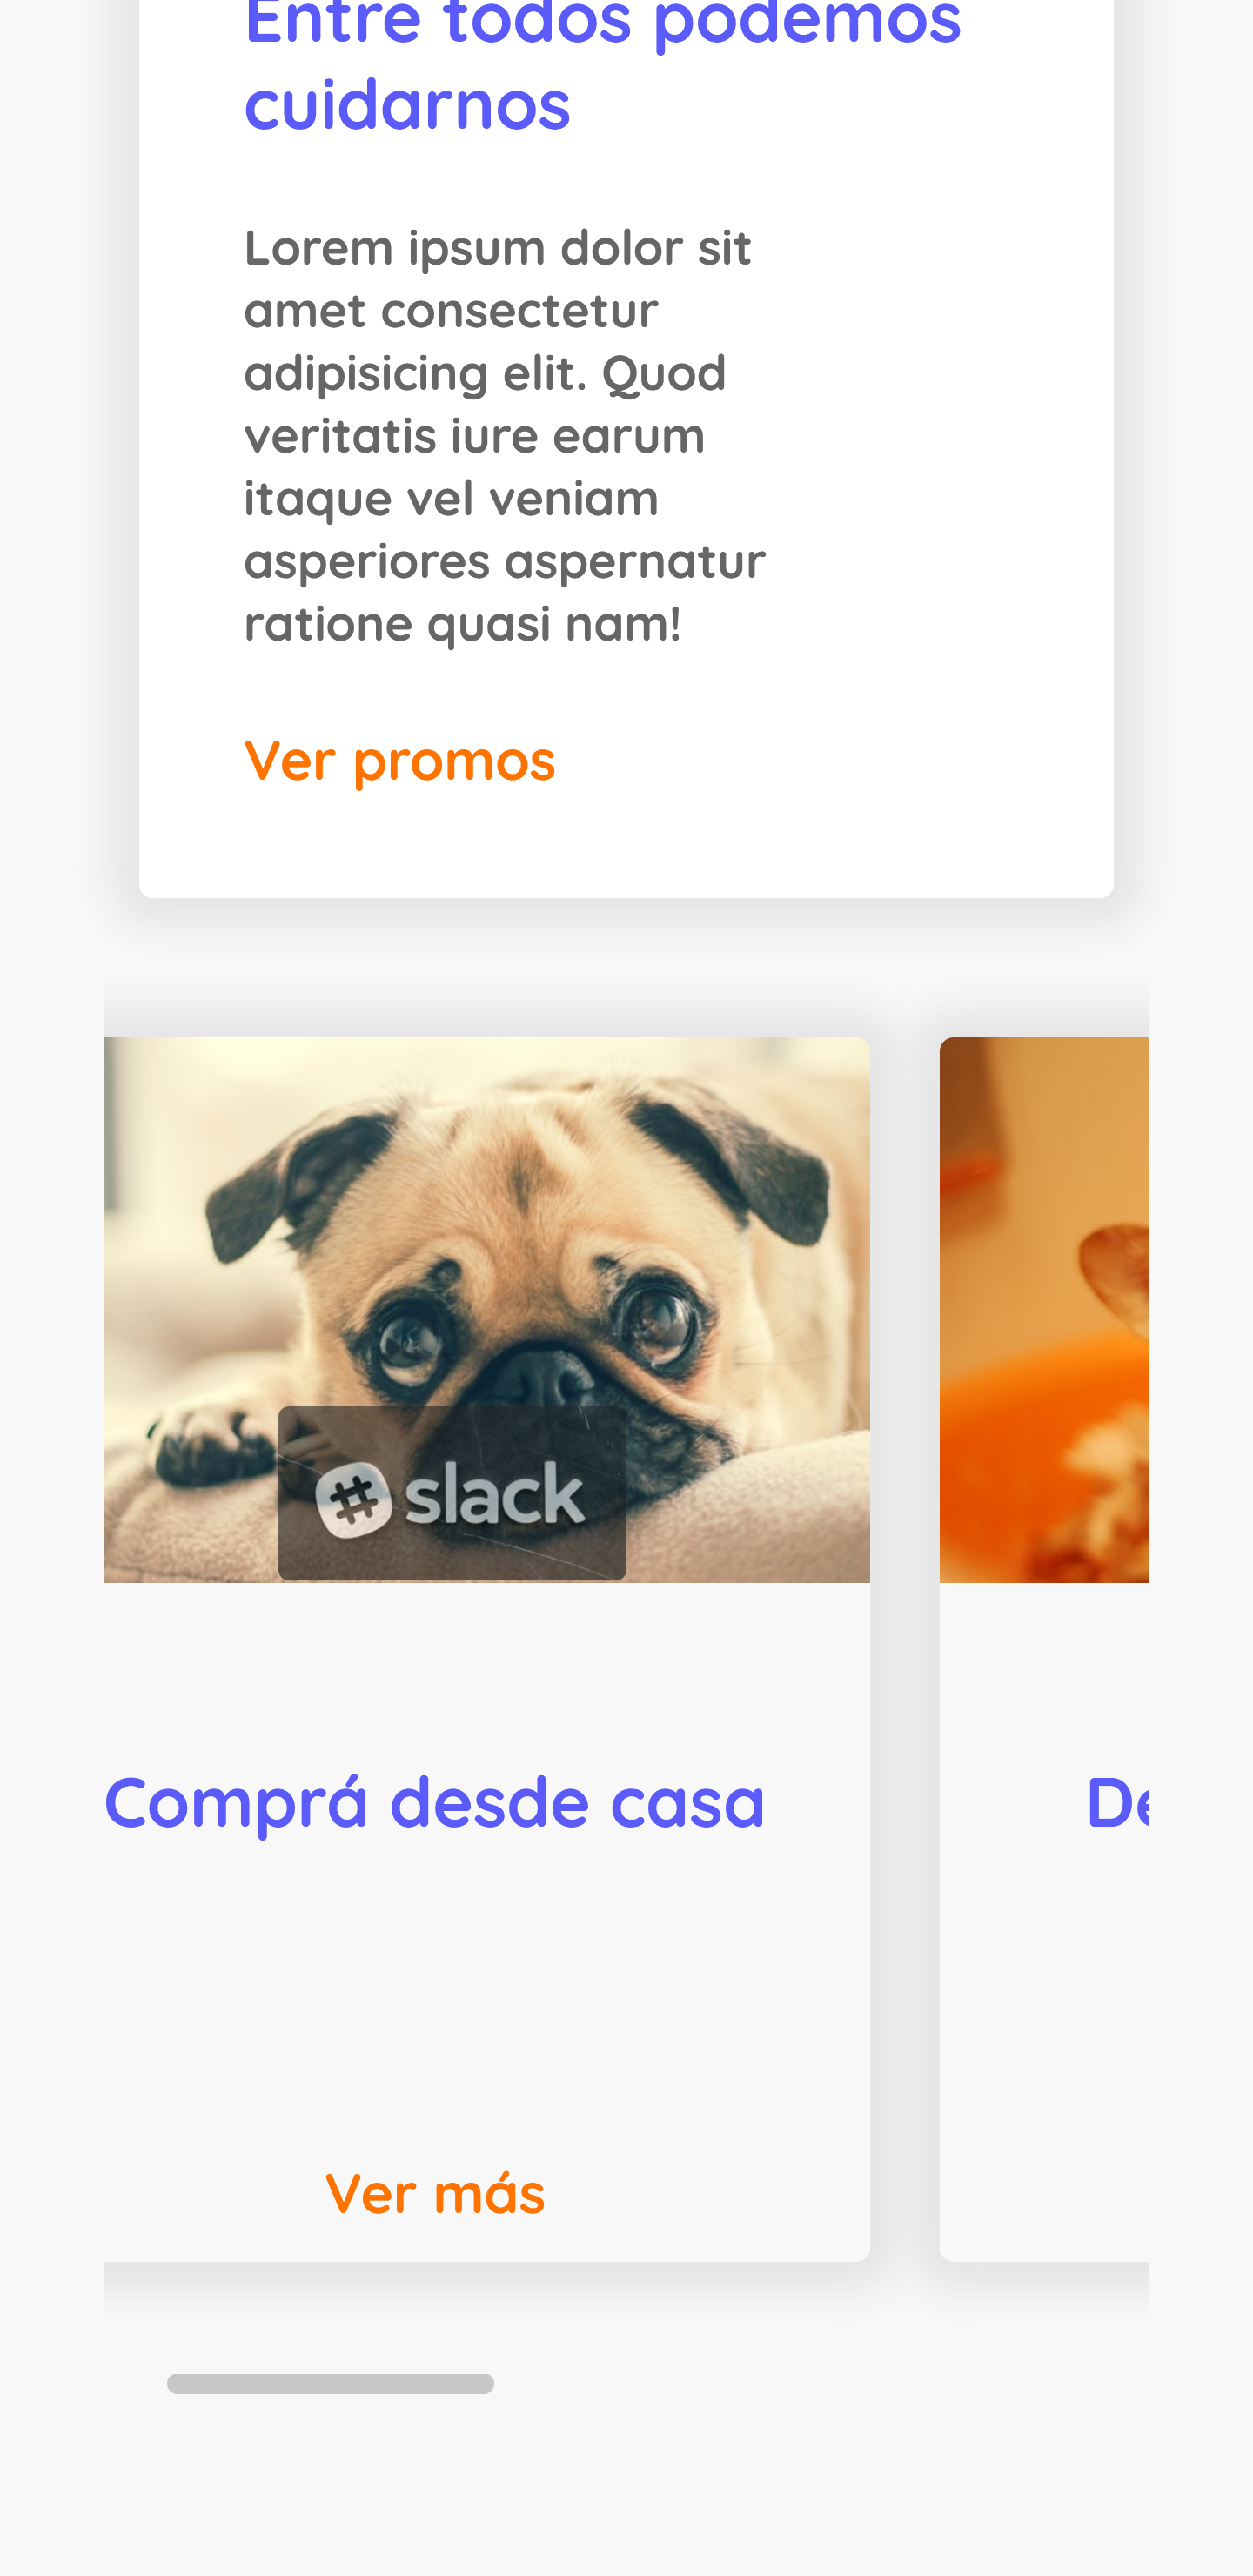 Entre todos podemos
cuidarnos
Lorem ipsum dolor sit
amet consectetur
adipisicing elit. Quod
veritatis iure earum
itaque vel veniam
asperiores aspernatur
ratione quasi nam!
Ver promos
slack
Comprá desde casa
Ver más